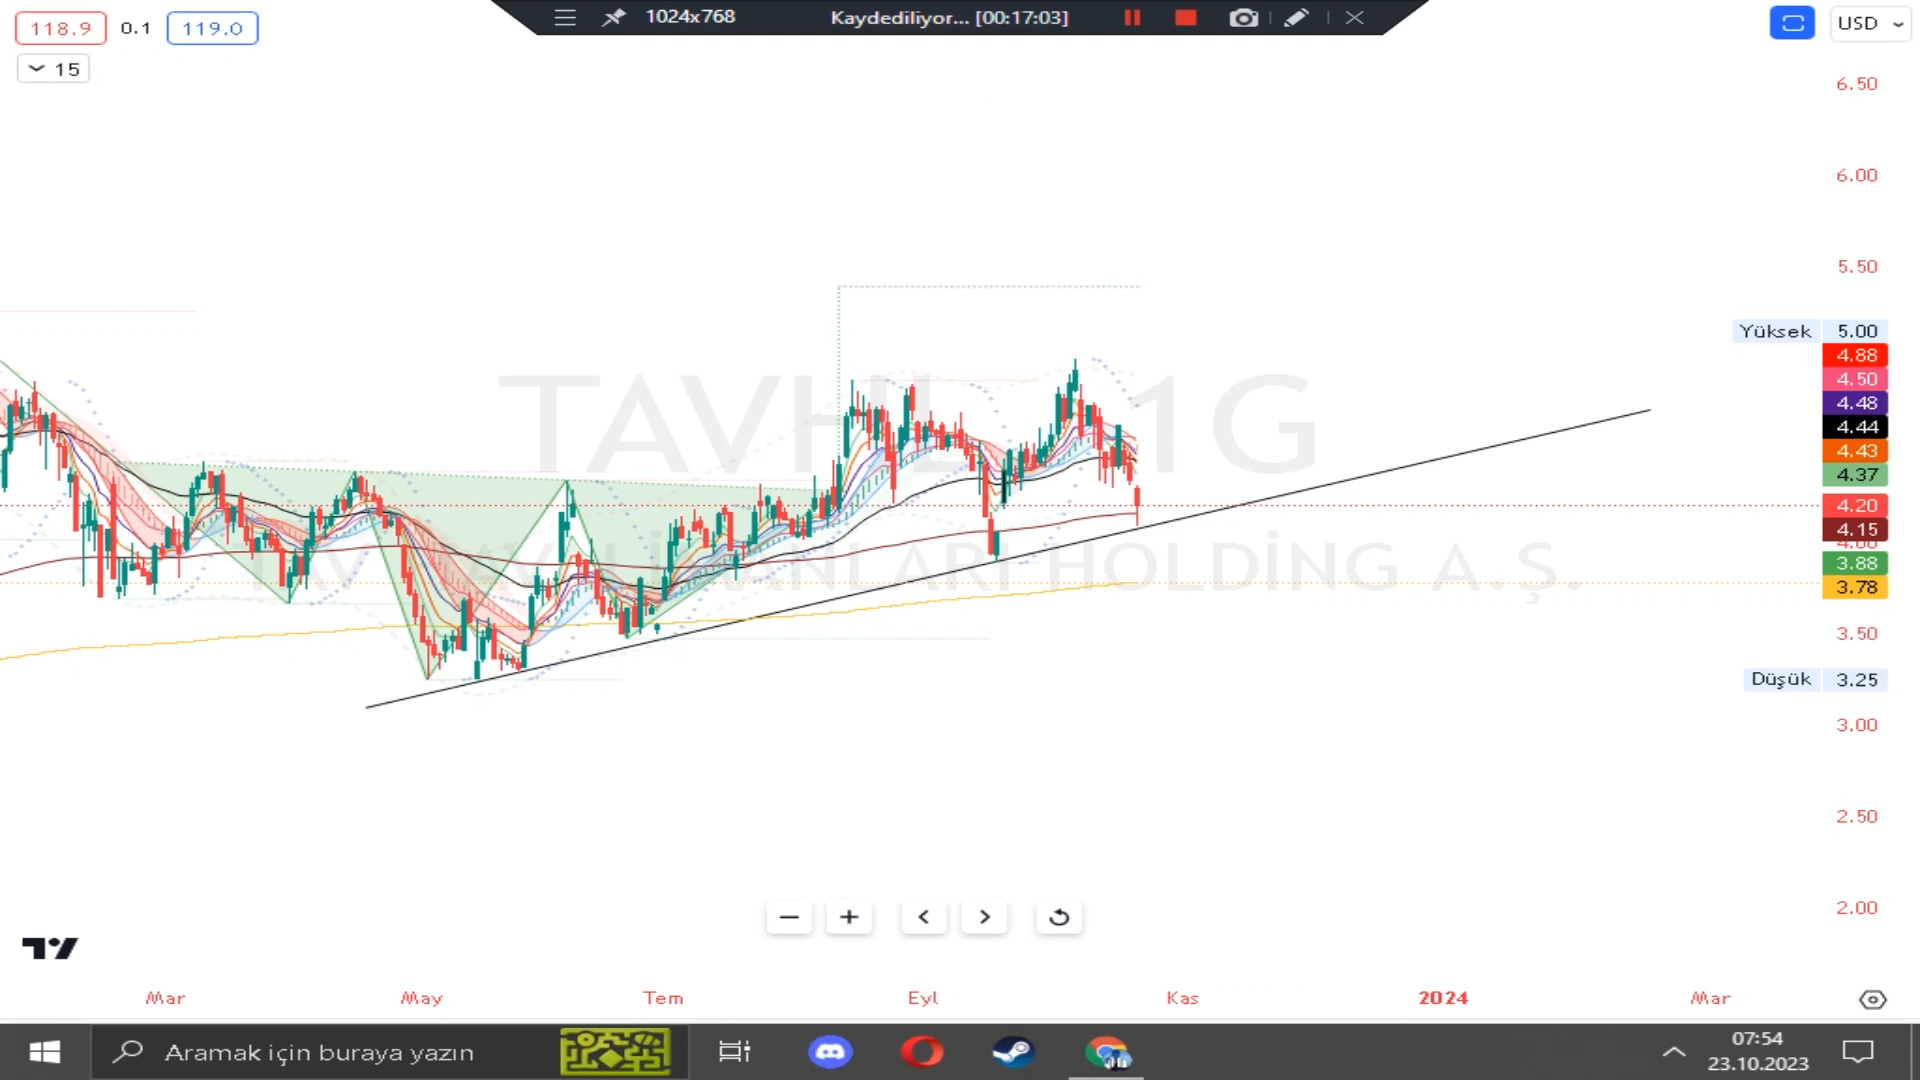 1024x768
Kaydediliyor... [00:17:03]
118.9 0.1 119.0
USD
15
6.50
6.00
5.50
Yüksek 5.00
4.88
4.50
4.48
4.44
4.43
4.37
4.20
4.15
3.88
3.78
3.50
Düşük 3.25
3.00
2.50
2.00
1G
HOLDİNG A.Ş.
Mar May Tem Eyl Kas 2024 Mar
Aramak için buraya yazın
07:54
23.10.2023